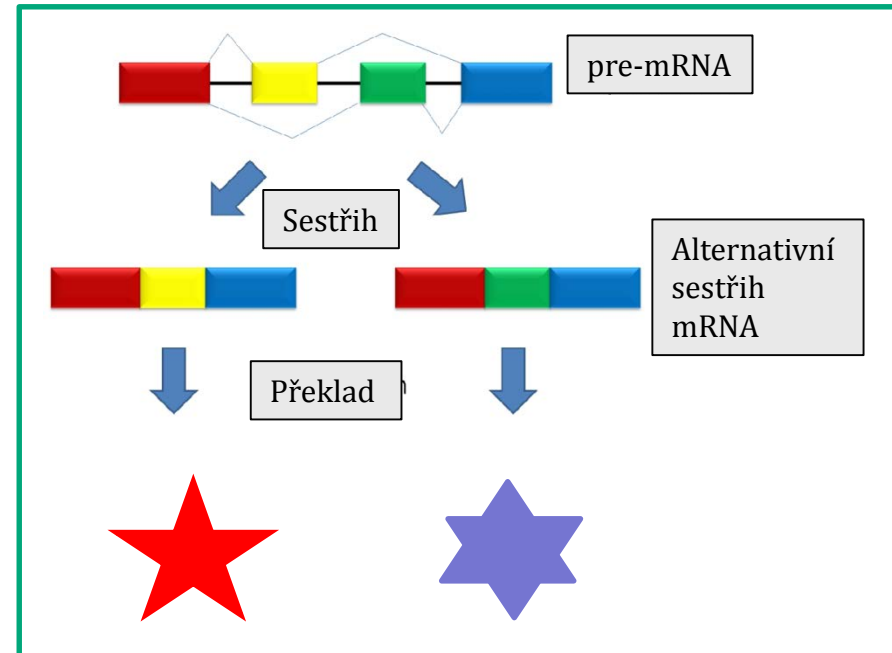 pre-mRNA
Sestřih
Alternativní
sestřih
mRNA
Překlad